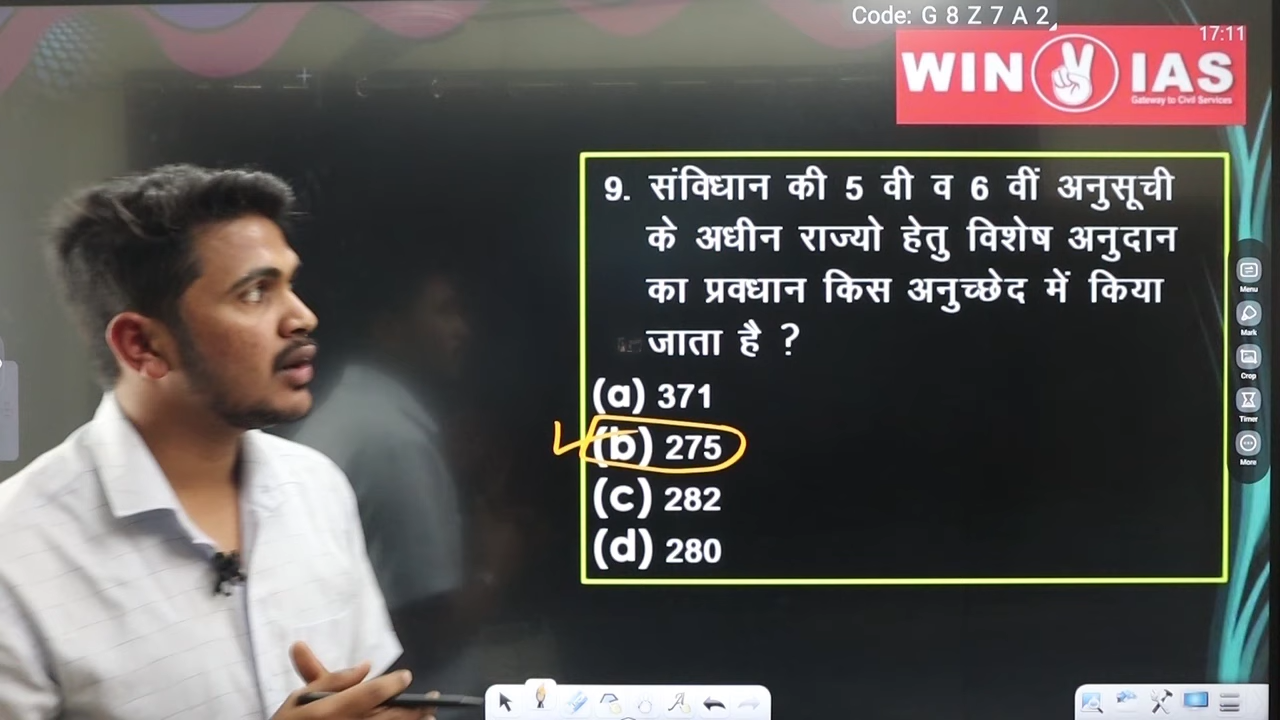 Code: G 8 Z 7 A 2
17:11
WIN IAS
Gateway to Civil Services
9. संविधान की 5 वी व 6 वीं अनुसूची
के अधीन राज्यो हेतु विशेष अनुदान
का प्रवधान किस अनुच्छेद में किया
जाता है ?
(a) 371
(b) 275
(c) 282
(d) 280
Menu
Mark
Crop
Timer
More